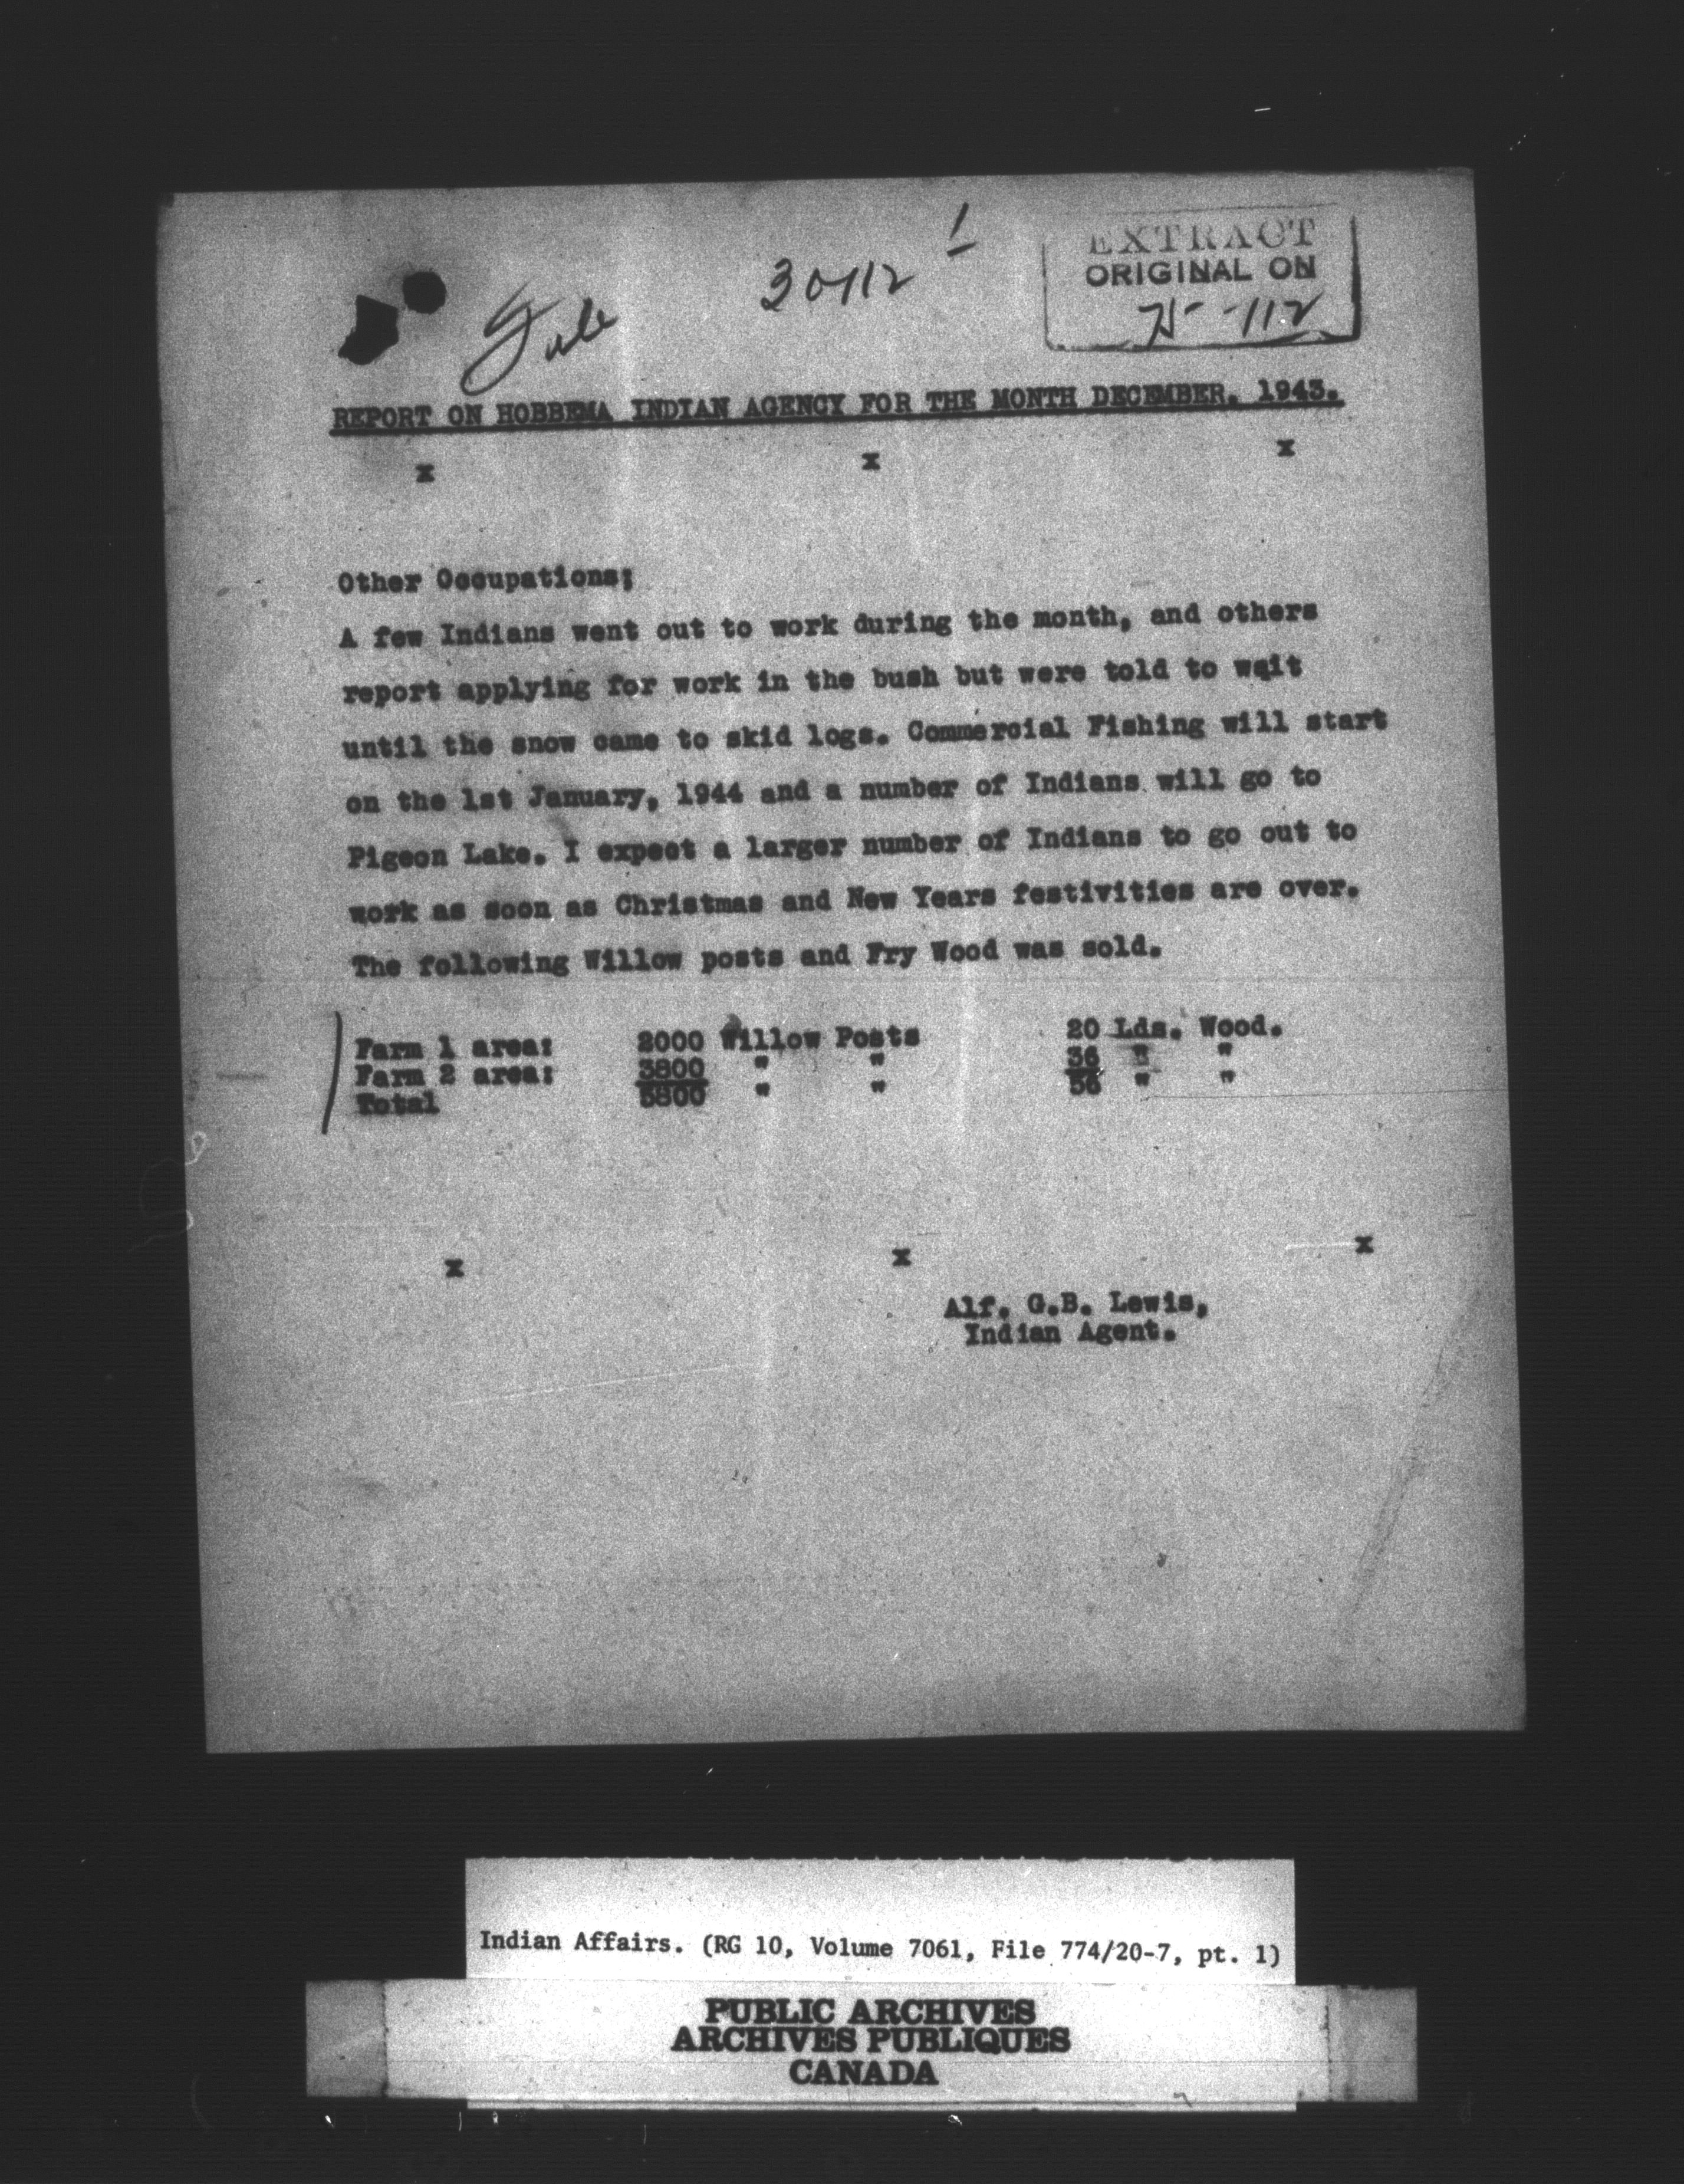 1
30112
EXTRACT
ORIGINAL ON
75-112
File
REPORT ON HOBBEMA INDIAN AGENCY FOR THE MONTH DECEMBER. 1943.
x x x
Other Occupations;
A few Indians went out to work during the month, and others
report applying for work in the bush but were told to wait
until the snow came to skid logs. Commercial Fishing will start
on the 1st January, 1944 and a number of Indians will go to
Pigeon Lake. I expect a larger number of Indians to go out to
work as soon as Christmas and New Years festivities are over.
The following Willow posts and Fry Wood was sold.
Farm 1 area: 2000 Willow Posts 20 Lds. Wood.
Farm 2 area: 3800 " " 36 " "
Total 5800 " " 56 " "
x x x
Alf. G.B. Lewis,
Indian Agent.
Indian Affairs. (RG 10, Volume 7061, File 774/20-7, pt. 1)
PUBLIC ARCHIVES
ARCHIVES PUBLIQUES
CANADA